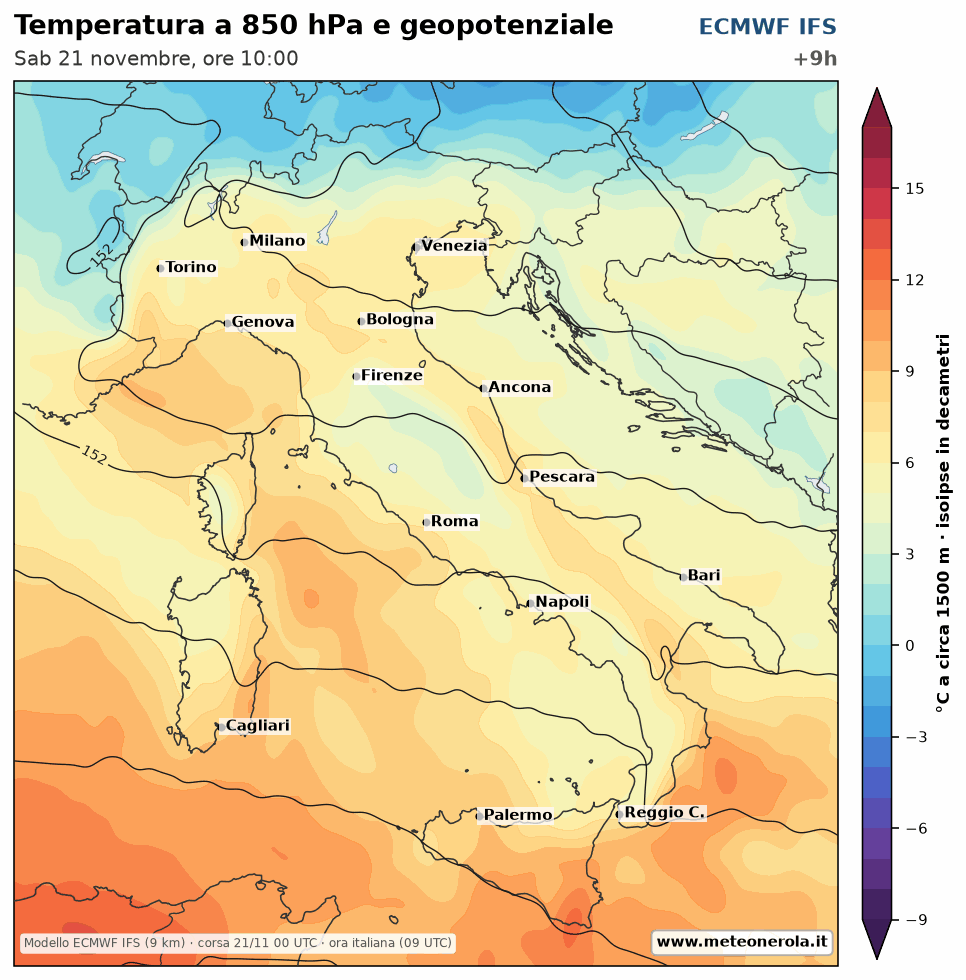 Temperatura a 850 hPa e geopotenziale
ECMWF IFS
Sab 21 novembre, ore 10:00
+9h
Milano
Venezia
152
Torino
Genova
Bologna
Firenze
Ancona
152
Pescara
Roma
Bari
Napoli
Cagliari
Palermo
Reggio C.
Modello ECMWF IFS (9 km) · corsa 21/11 00 UTC · ora italiana (09 UTC)
www.meteonerola.it
15
12
9
6
3
0
−3
−6
−9
°C a circa 1500 m · isoipse in decametri